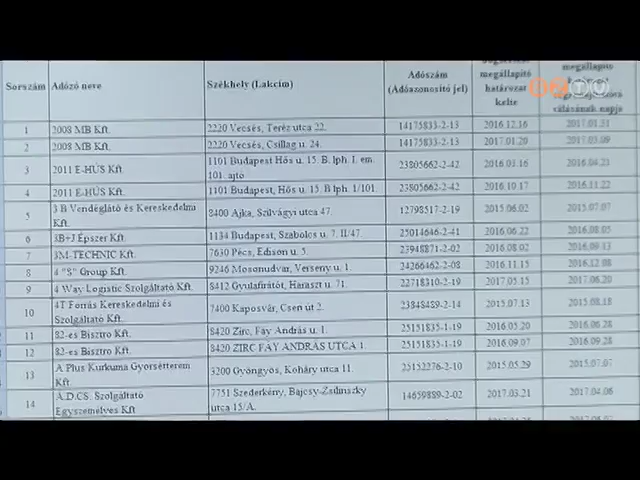 Sorszám Adózó neve Székhely (Lakcím) Adószám (Adóazonosító jel) megállapító határozat kelte megállapító válásának napja
1 2008 MB Kft. 2220 Vecsés, Teréz utca 22. 14175833-2-13 2016.12.16 2017.01.31
2 2008 MB Kft. 2220 Vecsés, Csillag u. 24. 14175833-2-13 2017.01.20 2017.03.09
3 2011 E-HÚS Kft. 1101 Budapest Hős u. 15. B. lph. I. em. 101. ajtó 23805662-2-42 2016.03.16 2016.04.21
4 2011 E-HÚS Kft. 1101 Budapest, Hős u. 15. B lph. 1/101. 23805662-2-42 2016.10.17 2016.11.22
5 3 B Vendéglátó és Kereskedelmi Kft. 8400 Ajka, Szilvágyi utca 47. 12798517-2-19 2015.06.02 2015.07.07
6 3B+J Épszer Kft. 1134 Budapest, Szabolcs u. 7. II/47. 25014646-2-41 2016.06.22 2016.08.05
7 3M-TECHNIC Kft. 7630 Pécs, Edison u. 5. 23948871-2-02 2016.08.02 2016.09.13
8 4 "S" Group Kft. 9246 Mosonudvar, Verseny u. 1. 24266462-2-08 2016.11.15 2016.12.08
9 4 Way Logistic Szolgáltató Kft. 8412 Gyulafirátót, Haraszt u. 71. 22718310-2-19 2017.05.15 2017.06.20
10 4T Forrás Kereskedelmi és Szolgáltató Kft. 7400 Kaposvár, Cseri út 2. 23848489-2-14 2015.07.13 2015.08.18
11 82-es Bisztro Kft. 8420 Zirc, Fáy András u. 1. 25151835-1-19 2016.05.20 2016.06.28
12 82-es Bisztro Kft. 8420 ZIRC FÁY ANDRÁS UTCA 1. 25151835-1-19 2016.09.07 2016.09.28
13 A Plus Kurkuma Gyorsétterem Kft. 3200 Gyöngyös, Koháry utca 11. 25152276-2-10 2015.05.29 2015.07.07
14 A.D.CS. Szolgáltató Egyszemélyes Kft. 7751 Szederkény, Bajcsy-Zsilinszky utca 15/A. 14659889-2-02 2017.03.21 2017.04.06